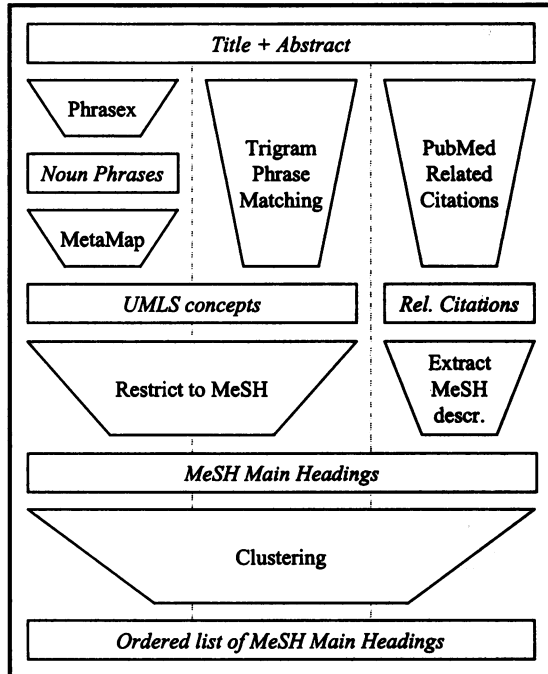 Title + Abstract
Phrasex
Noun Phrases
MetaMap
Trigram
Phrase
Matching
PubMed
Related
Citations
UMLS concepts
Rel. Citations
Restrict to MeSH
Extract
MeSH
descr.
MeSH Main Headings
Clustering
Ordered list of MeSH Main Headings